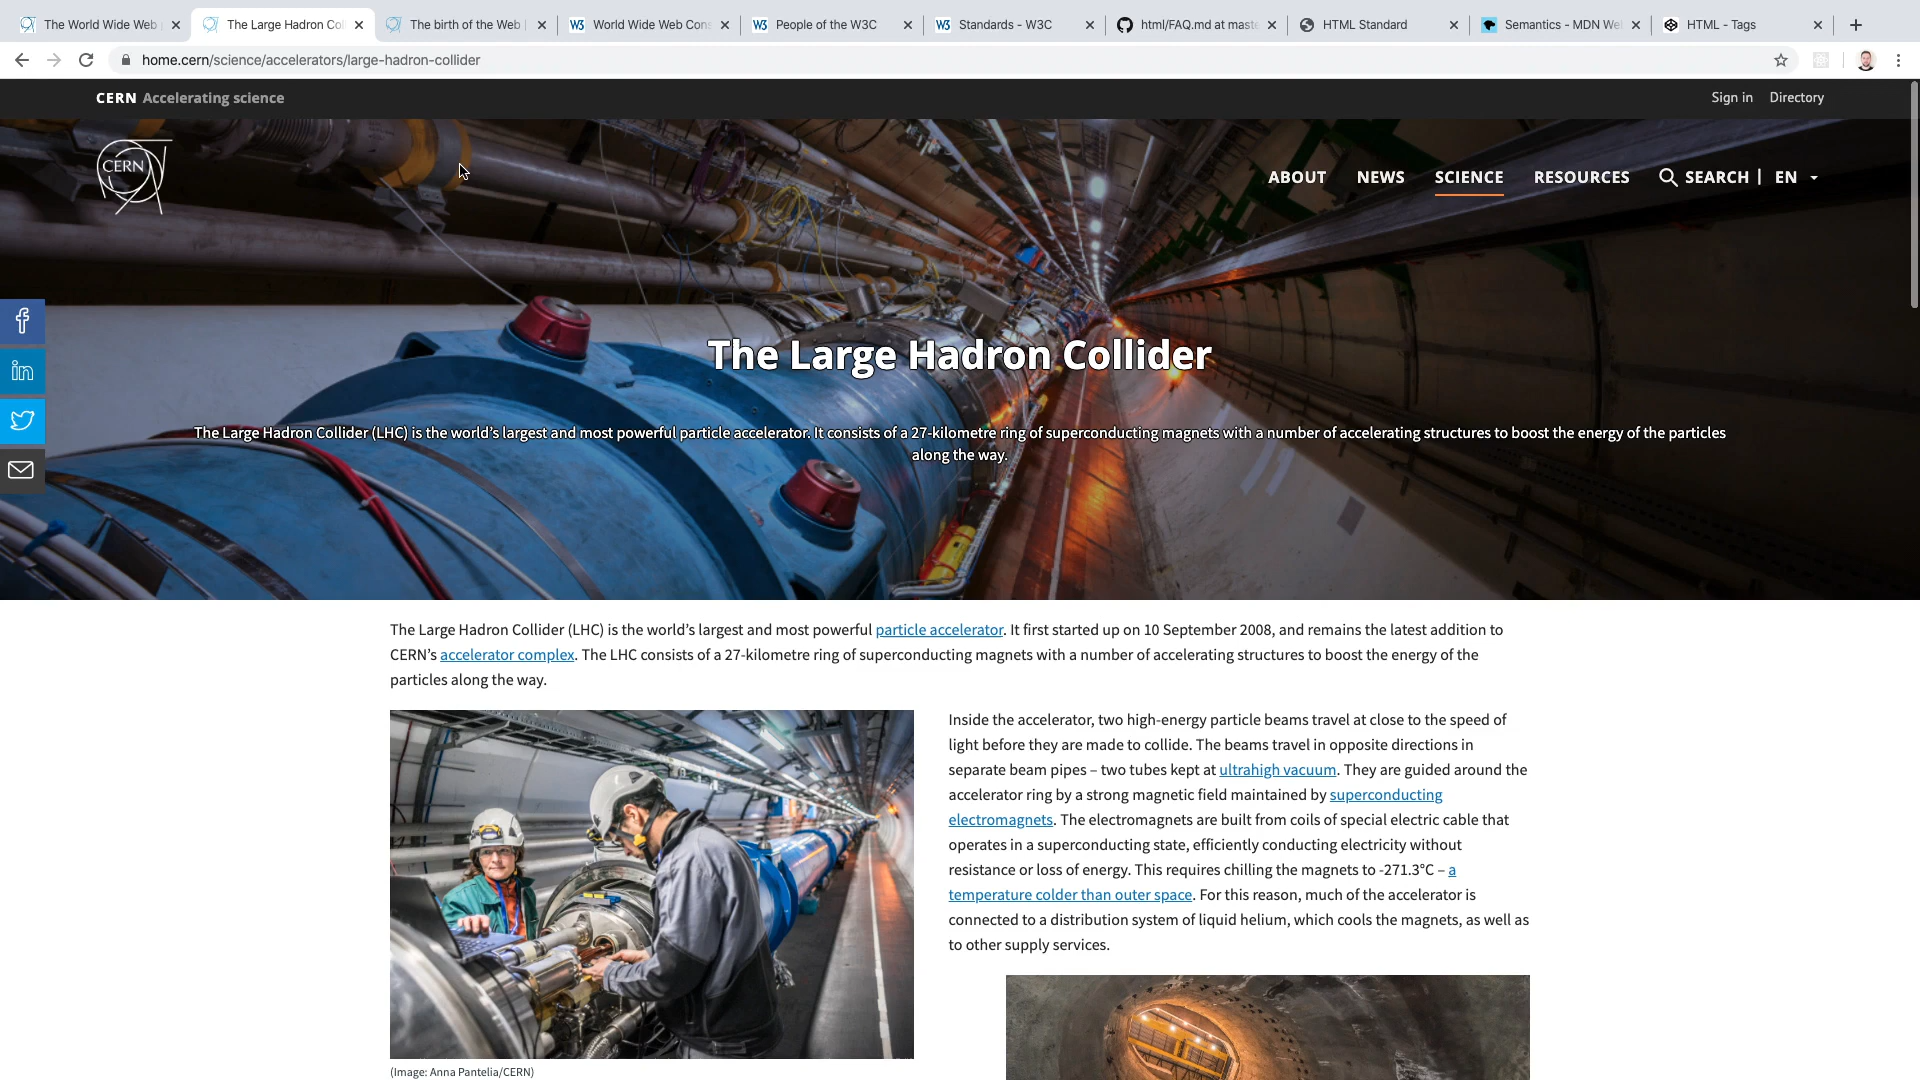 The World Wide Web
The Large Hadron Col
The birth of the Web
World Wide Web Cons
People of the W3C
Standards - W3C
html/FAQ.md at maste
HTML Standard
Semantics - MDN We
HTML - Tags
home.cern/science/accelerators/large-hadron-collider
CERN Accelerating science
Sign in
Directory
CERN
ABOUT
NEWS
SCIENCE
RESOURCES
SEARCH |
EN
The Large Hadron Collider
The Large Hadron Collider (LHC) is the world's largest and most powerful particle accelerator. It consists of a 27-kilometre ring of superconducting magnets with a number of accelerating structures to boost the energy of the particles
along the way.
The Large Hadron Collider (LHC) is the world's largest and most powerful particle accelerator. It first started up on 10 September 2008, and remains the latest addition to
CERN's accelerator complex. The LHC consists of a 27-kilometre ring of superconducting magnets with a number of accelerating structures to boost the energy of the
particles along the way.
(Image: Anna Pantelia/CERN)
Inside the accelerator, two high-energy particle beams travel at close to the speed of
light before they are made to collide. The beams travel in opposite directions in
separate beam pipes – two tubes kept at ultrahigh vacuum. They are guided around the
accelerator ring by a strong magnetic field maintained by superconducting
electromagnets. The electromagnets are built from coils of special electric cable that
operates in a superconducting state, efficiently conducting electricity without
resistance or loss of energy. This requires chilling the magnets to -271.3°C – a
temperature colder than outer space. For this reason, much of the accelerator is
connected to a distribution system of liquid helium, which cools the magnets, as well as
to other supply services.